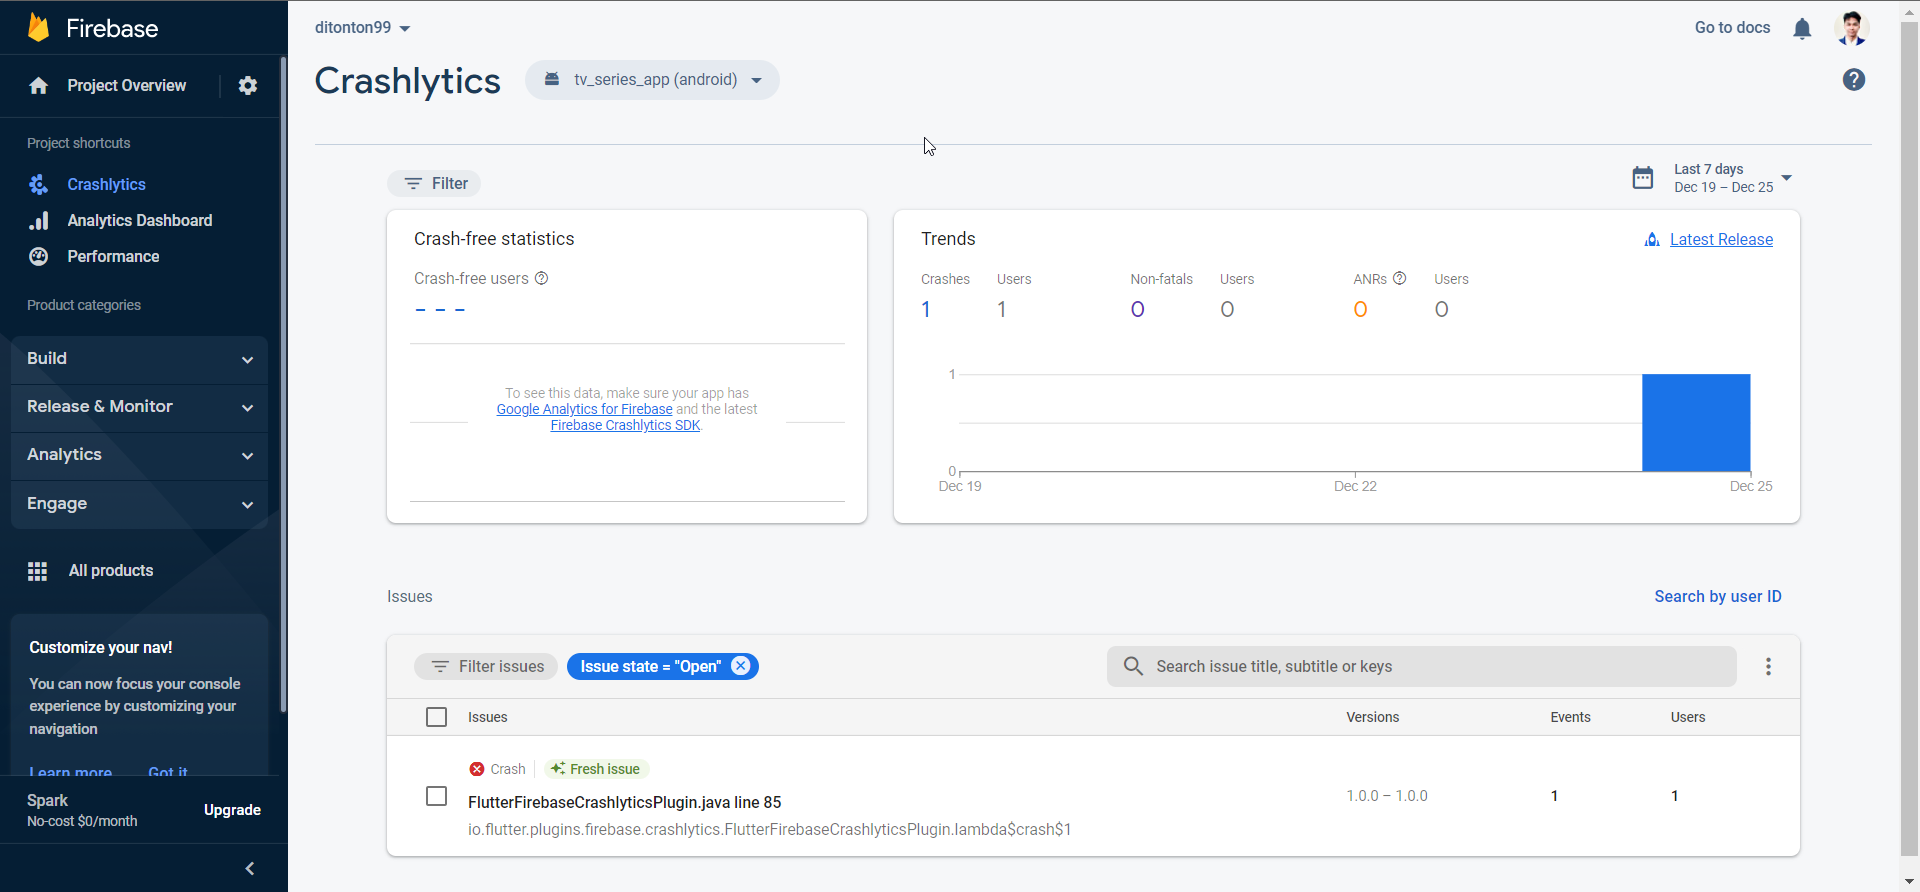 Firebase
Project Overview
Project shortcuts
Crashlytics
Analytics Dashboard
Performance
Product categories
Build
Release & Monitor
Analytics
Engage
All products
Customize your nav!
You can now focus your console
experience by customizing your
navigation
Learn more Got it
Spark
No-cost $0/month
Upgrade
ditonton99
Go to docs
Crashlytics
tv_series_app (android)
Filter
Last 7 days
Dec 19 – Dec 25
Crash-free statistics
Crash-free users
To see this data, make sure your app has
Google Analytics for Firebase and the latest
Firebase Crashlytics SDK.
Trends
Latest Release
Crashes Users Non-fatals Users ANRs Users
1 1 0 0 0 0
1
0
Dec 19 Dec 22 Dec 25
Issues
Search by user ID
Filter issues
Issue state = "Open"
Search issue title, subtitle or keys
Issues Versions Events Users
Crash Fresh issue
FlutterFirebaseCrashlyticsPlugin.java line 85
io.flutter.plugins.firebase.crashlytics.FlutterFirebaseCrashlyticsPlugin.lambda$crash$1
1.0.0 – 1.0.0 1 1